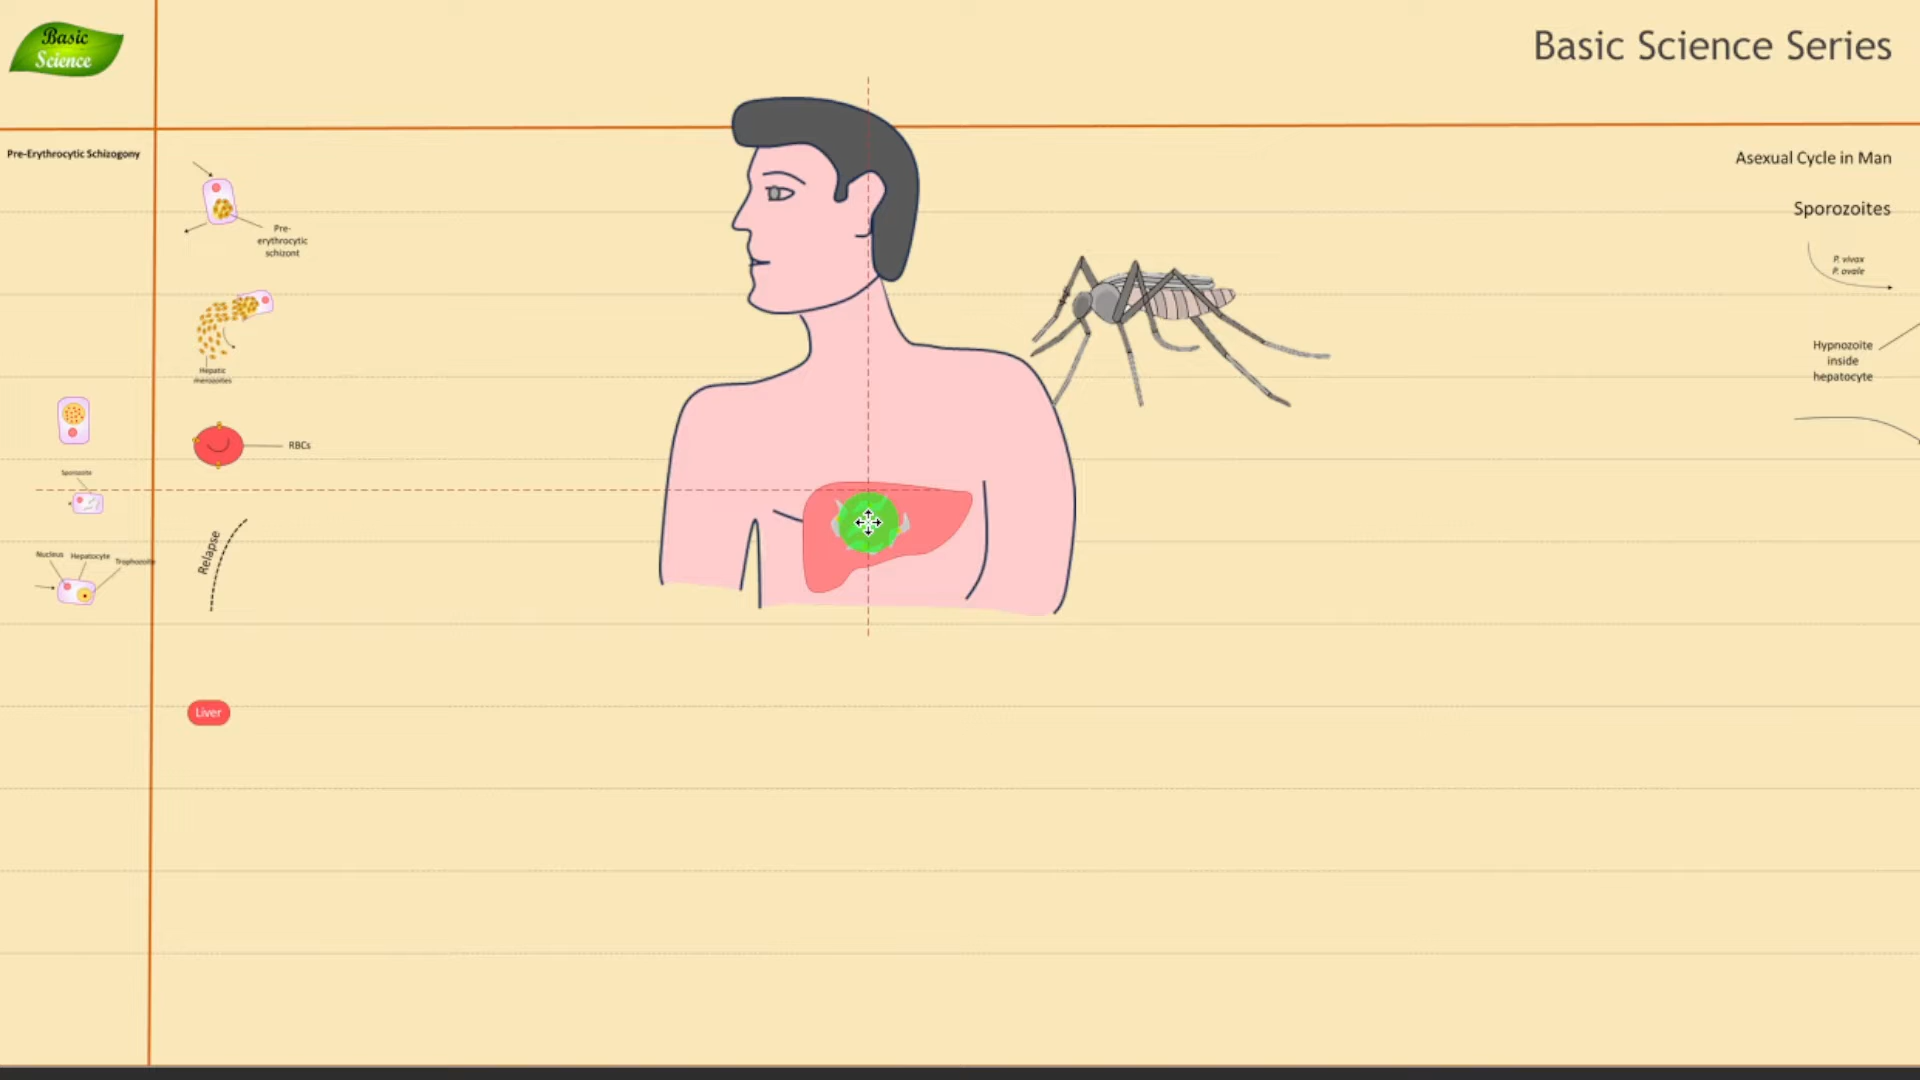 Basic
Science
Basic Science Series
Pre-Erythrocytic Schizogony
Asexual Cycle in Man
Sporozoites
Pre-
erythrocytic
schizont
P. vivax
P. ovale
Hypnozoite
inside
hepatocyte
Hepatic
merozoites
RBCs
Sporozoite
Relapse
Nucleus
Hepatocyte
Trophozoite
Liver